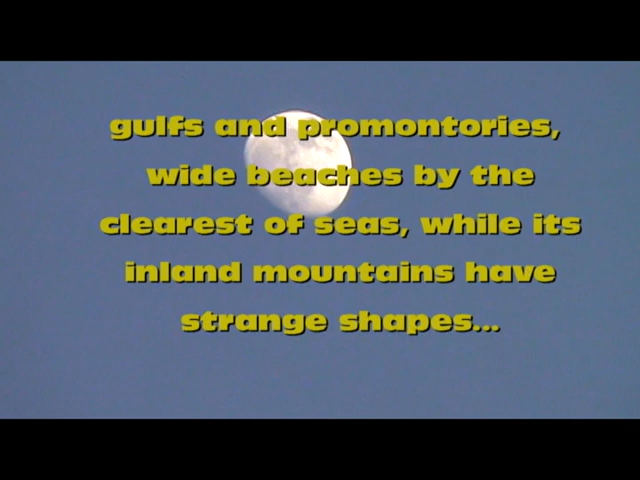 gulfs and promontories,
wide beaches by the
clearest of seas, while its
inland mountains have
strange shapes...